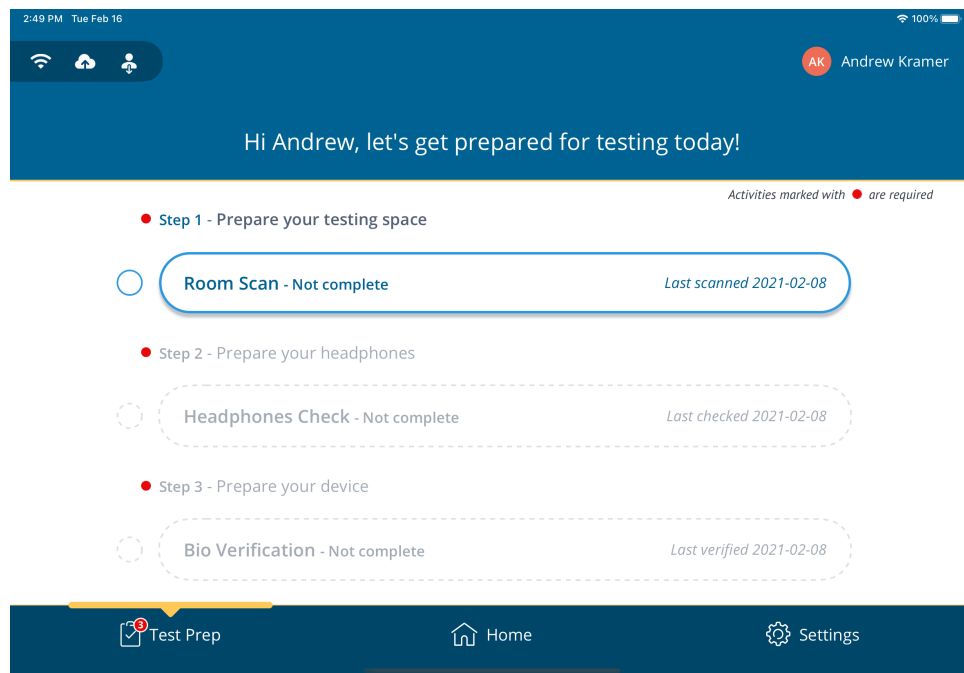 2:49 PM Tue Feb 16 100%
AK Andrew Kramer
Hi Andrew, let's get prepared for testing today!
Activities marked with are required
Step 1 - Prepare your testing space
Room Scan - Not complete Last scanned 2021-02-08
Step 2 - Prepare your headphones
Headphones Check - Not complete Last checked 2021-02-08
Step 3 - Prepare your device
Bio Verification - Not complete Last verified 2021-02-08
3 Test Prep Home Settings